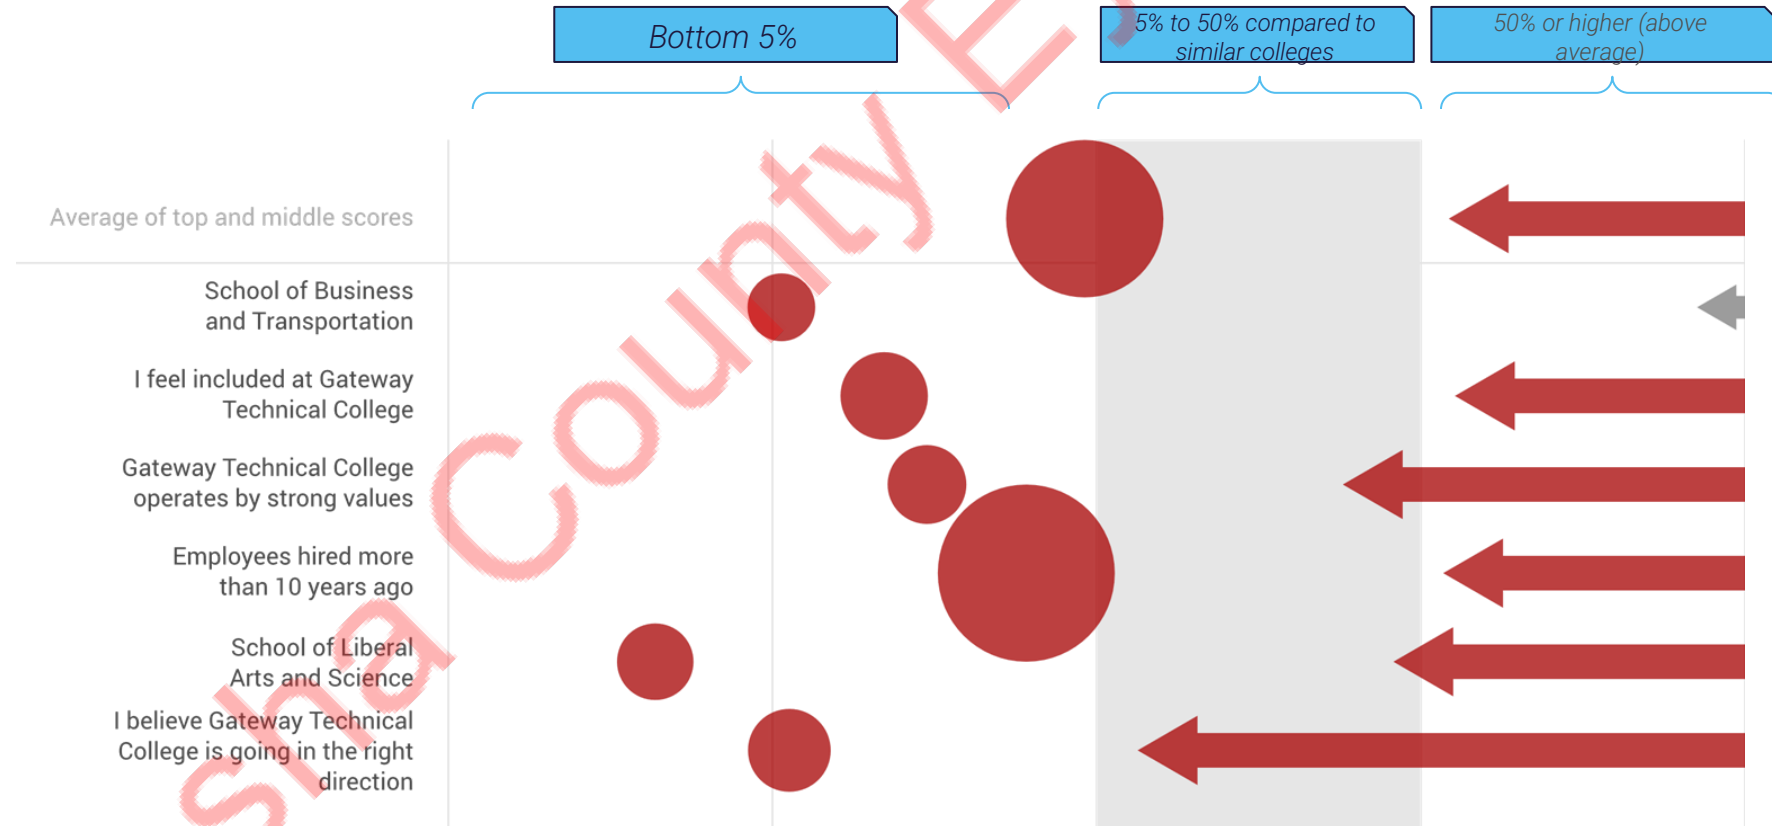 Bottom 5%
5% to 50% compared to
similar colleges
50% or higher (above
average)
Average of top and middle scores
School of Business
and Transportation
I feel included at Gateway
Technical College
Gateway Technical College
operates by strong values
Employees hired more
than 10 years ago
School of Liberal
Arts and Science
I believe Gateway Technical
College is going in the right
direction
sha County Ey